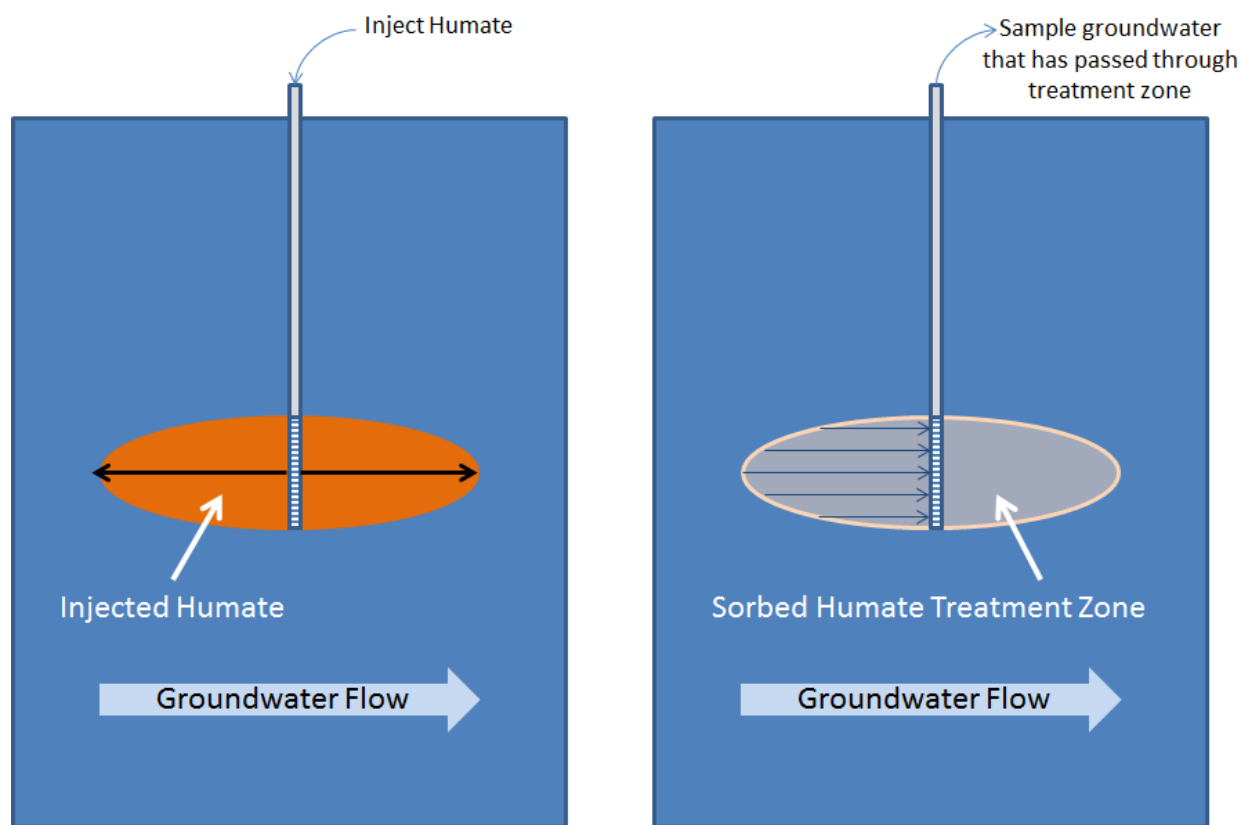 Inject Humate
Injected Humate
Groundwater Flow
Sample groundwater
that has passed through
treatment zone
Sorbed Humate Treatment Zone
Groundwater Flow